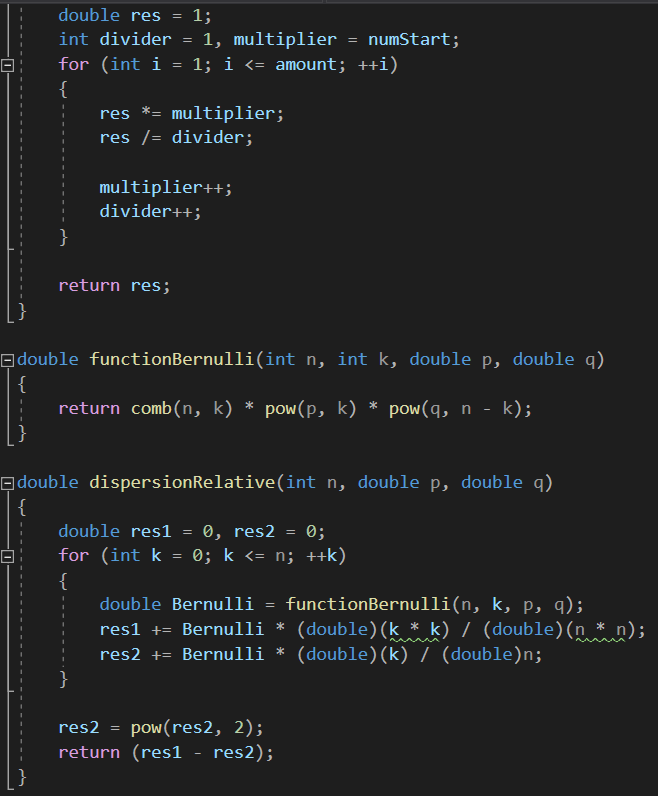 double res = 1;
int divider = 1, multiplier = numStart;
for (int i = 1; i <= amount; ++i)
{
res *= multiplier;
res /= divider;
multiplier++;
divider++;
}
return res;
}
double functionBernulli(int n, int k, double p, double q)
{
return comb(n, k) * pow(p, k) * pow(q, n - k);
}
double dispersionRelative(int n, double p, double q)
{
double res1 = 0, res2 = 0;
for (int k = 0; k <= n; ++k)
{
double Bernulli = functionBernulli(n, k, p, q);
res1 += Bernulli * (double)(k * k) / (double)(n * n);
res2 += Bernulli * (double)(k) / (double)n;
}
res2 = pow(res2, 2);
return (res1 - res2);
}